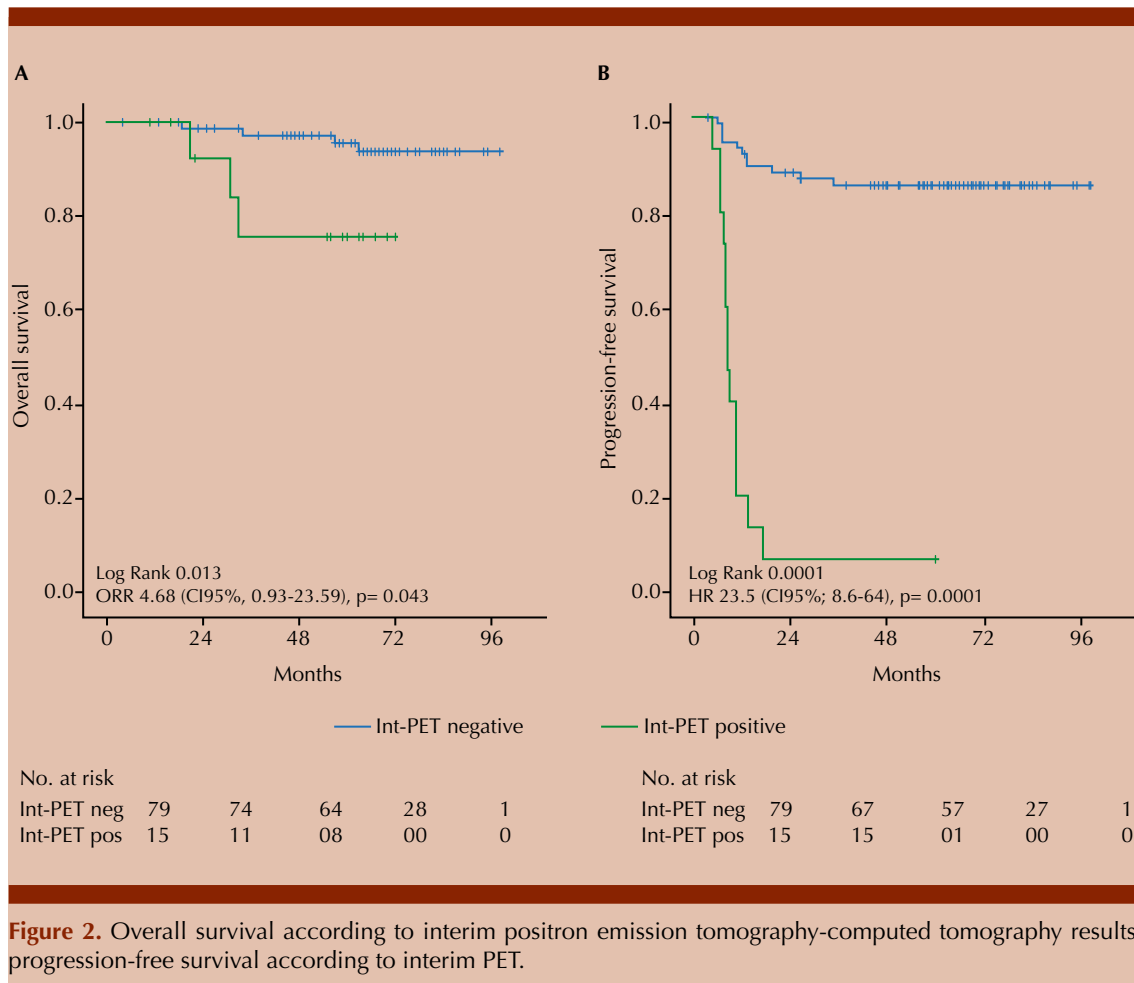 A
B
Overall survival
1.0
0.8
0.6
0.4
0.2
0.0
Log Rank 0.013
ORR 4.68 (CI95%, 0.93-23.59), p= 0.043
0 24 48 72 96
Months
Progression-free survival
1.0
0.8
0.6
0.4
0.2
0.0
Log Rank 0.0001
HR 23.5 (CI95%; 8.6-64), p= 0.0001
0 24 48 72 96
Months
Int-PET negative
Int-PET positive
No. at risk
Int-PET neg 79 74 64 28 1
Int-PET pos 15 11 08 00 0
No. at risk
Int-PET neg 79 67 57 27 1
Int-PET pos 15 15 01 00 0
Figure 2. Overall survival according to interim positron emission tomography-computed tomography results
progression-free survival according to interim PET.